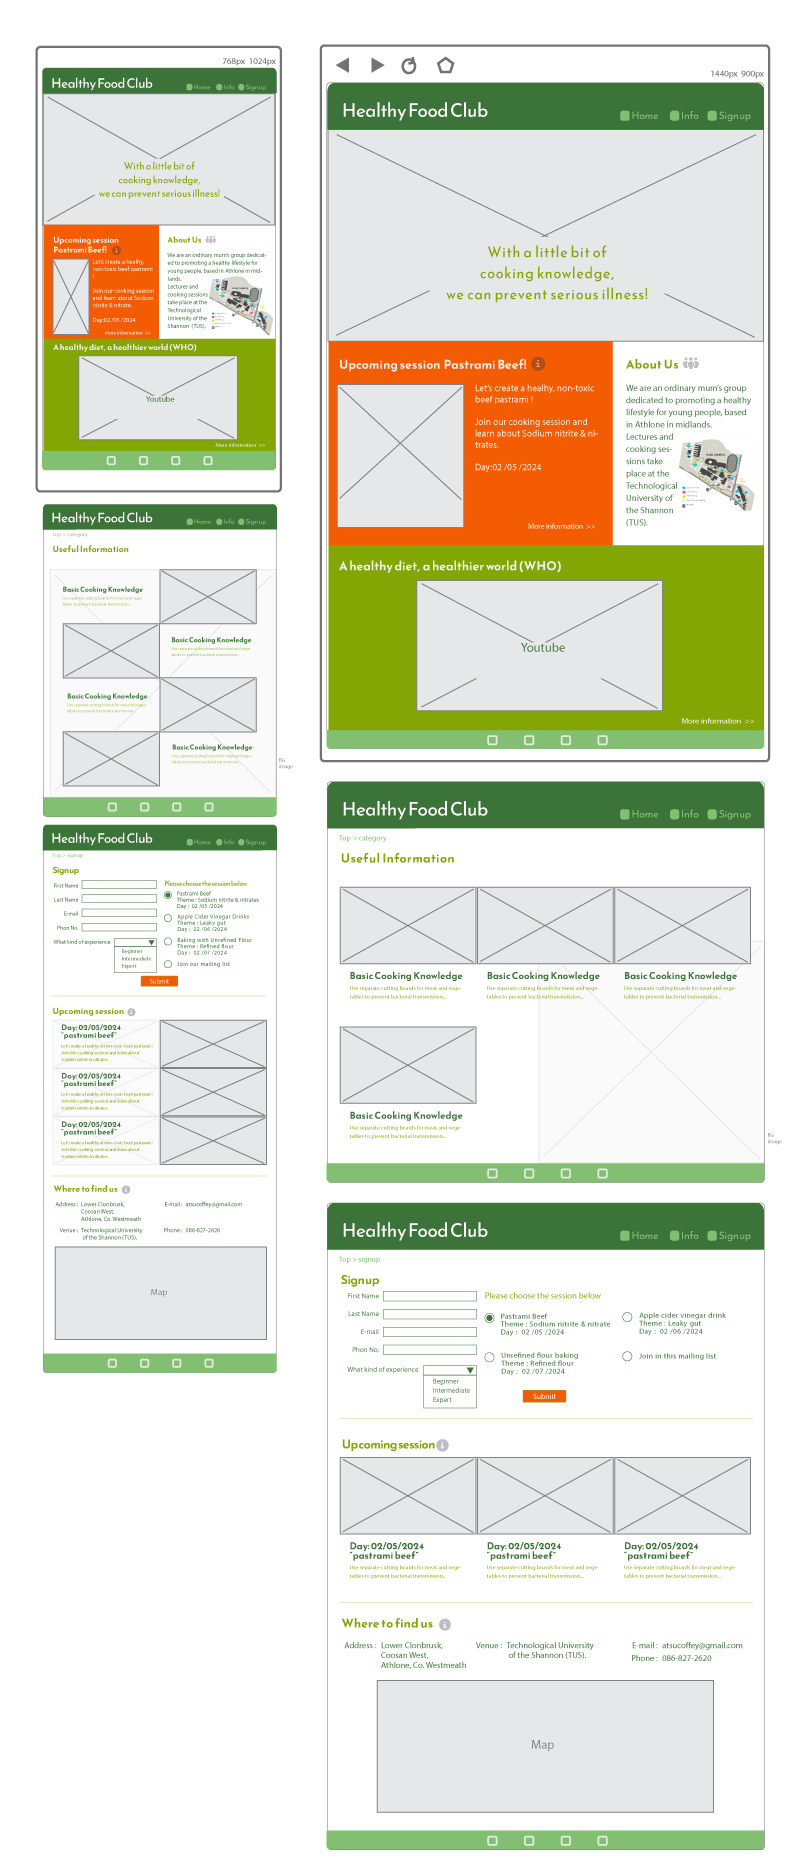 768px 1024px
Healthy Food Club
Home Info Signup
With a little bit of
cooking knowledge,
we can prevent serious illness!
Upcoming session
Pastrami Beef!
Let's create a healhy,
non-toxic beef pastrami
!
Join our cooking session
and learn about Sodium
nitrite & nitrate.
Day:02 /05 /2024
More information >>
About Us
We are an ordinary mum's group dedicat-
ed to promoting a healthy lifestyle for
young people, based in Athlone in mid-
lands.
Lectures and
cooking sessions
take place at the
Technological
University of the
Shannon (TUS).
A healthy diet, a healthier world (WHO)
Youtube
More information >>
Healthy Food Club
Home Info Signup
Top > category
Useful Information
Basic Cooking Knowledge
Use separate cutting boards for meat and vege-
tables to prevent bacterial transmission...
Basic Cooking Knowledge
Use separate cutting boards for meat and vege-
tables to prevent bacterial transmission...
Basic Cooking Knowledge
Use separate cutting boards for meat and vege-
tables to prevent bacterial transmission...
Basic Cooking Knowledge
Use separate cutting boards for meat and vege-
tables to prevent bacterial transmission...
BG
image
Healthy Food Club
Home Info Signup
Top > signup
Signup
First Name
Last Name
E-mail
Phon No.
What kind of experience
Beginner
Intermediate
Expert
Please choose the session below
Pastrami Beef
Theme : Sodium nitrite & nitrates
Day : 02 /05 /2024
Apple Cider Vinegar Drinks
Theme : Leaky gut
Day : 02 /06 /2024
Baking with Unrefined Flour
Theme : Refined flour
Day : 02 /07 /2024
Join our mailing list
Submit
Upcoming session
Day: 02/05/2024
"pastrami beef"
Let's make a healthy & non-toxic beef pastrami !
Join this cooking session and learn about
Sodium nitrite & nitrates.
Day: 02/05/2024
"pastrami beef"
Let's make a healthy & non-toxic beef pastrami !
Join this cooking session and learn about
Sodium nitrite & nitrates.
Day: 02/05/2024
"pastrami beef"
Let's make a healthy & non-toxic beef pastrami !
Join this cooking session and learn about
Sodium nitrite & nitrates.
Where to find us
Address : Lower Clonbrusk,
Coosan West,
Athlone, Co. Westmeath
E-mail : atsucoffey@gmail.com
Venue : Technological University
of the Shannon (TUS).
Phone : 086-827-2620
Map
1440px 900px
Healthy Food Club
Home Info Signup
With a little bit of
cooking knowledge,
we can prevent serious illness!
Upcoming session Pastrami Beef!
Let's create a healhy, non-toxic
beef pastrami !
Join our cooking session and
learn about Sodium nitrite & ni-
trates.
Day:02 /05 /2024
More information >>
About Us
We are an ordinary mum's group
dedicated to promoting a healthy
lifestyle for young people, based
in Athlone in midlands.
Lectures and
cooking ses-
sions take
place at the
Technological
University of
the Shannon
(TUS).
A healthy diet, a healthier world (WHO)
Youtube
More information >>
Healthy Food Club
Home Info Signup
Top > category
Useful Information
Basic Cooking Knowledge
Use separate cutting boards for meat and vege-
tables to prevent bacterial transmission...
Basic Cooking Knowledge
Use separate cutting boards for meat and vege-
tables to prevent bacterial transmission...
Basic Cooking Knowledge
Use separate cutting boards for meat and vege-
tables to prevent bacterial transmission...
Basic Cooking Knowledge
Use separate cutting boards for meat and vege-
tables to prevent bacterial transmission...
BG
image
Healthy Food Club
Home Info Signup
Top > signup
Signup
First Name
Last Name
E-mail
Phon No.
What kind of experience
Beginner
Intermediate
Expert
Please choose the session below
Pastrami Beef
Theme : Sodium nitrite & nitrate
Day : 02 /05 /2024
Apple cider vinegar drink
Theme : Leaky gut
Day : 02 /06 /2024
Unrefined flour baking
Theme : Refined flour
Day : 02 /07 /2024
Join in this mailing list
Submit
Upcoming session
Day: 02/05/2024
"pastrami beef"
Use separate cutting boards for meat and vege-
tables to prevent bacterial transmission...
Day: 02/05/2024
"pastrami beef"
Use separate cutting boards for meat and vege-
tables to prevent bacterial transmission...
Day: 02/05/2024
"pastrami beef"
Use separate cutting boards for meat and vege-
tables to prevent bacterial transmission...
Where to find us
Address : Lower Clonbrusk,
Coosan West,
Athlone, Co. Westmeath
Venue : Technological University
of the Shannon (TUS).
E-mail : atsucoffey@gmail.com
Phone : 086-827-2620
Map